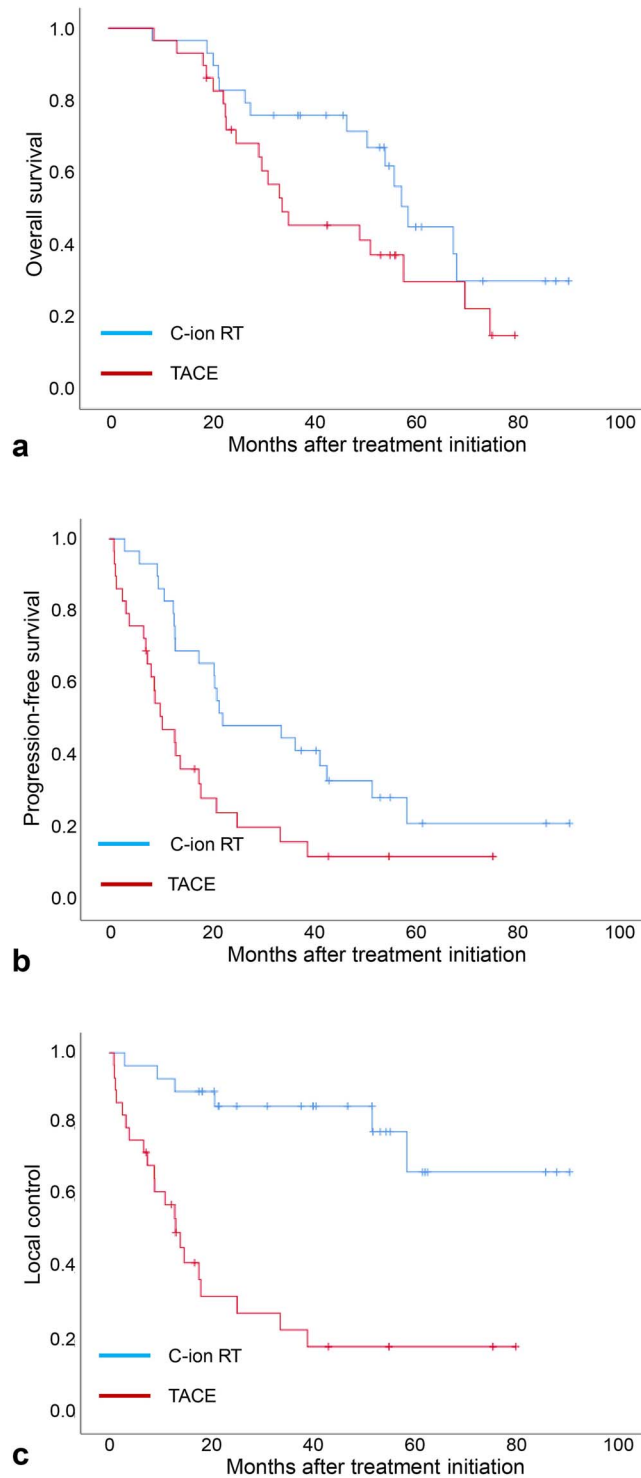 1.0
0.8
0.6
0.4
0.2
0.0
Overall survival
C-ion RT
TACE
0 20 40 60 80 100
Months after treatment initiation
a
1.0
0.8
0.6
0.4
0.2
0.0
Progression-free survival
C-ion RT
TACE
0 20 40 60 80 100
Months after treatment initiation
b
1.0
0.8
0.6
0.4
0.2
0.0
Local control
C-ion RT
TACE
0 20 40 60 80 100
Months after treatment initiation
c